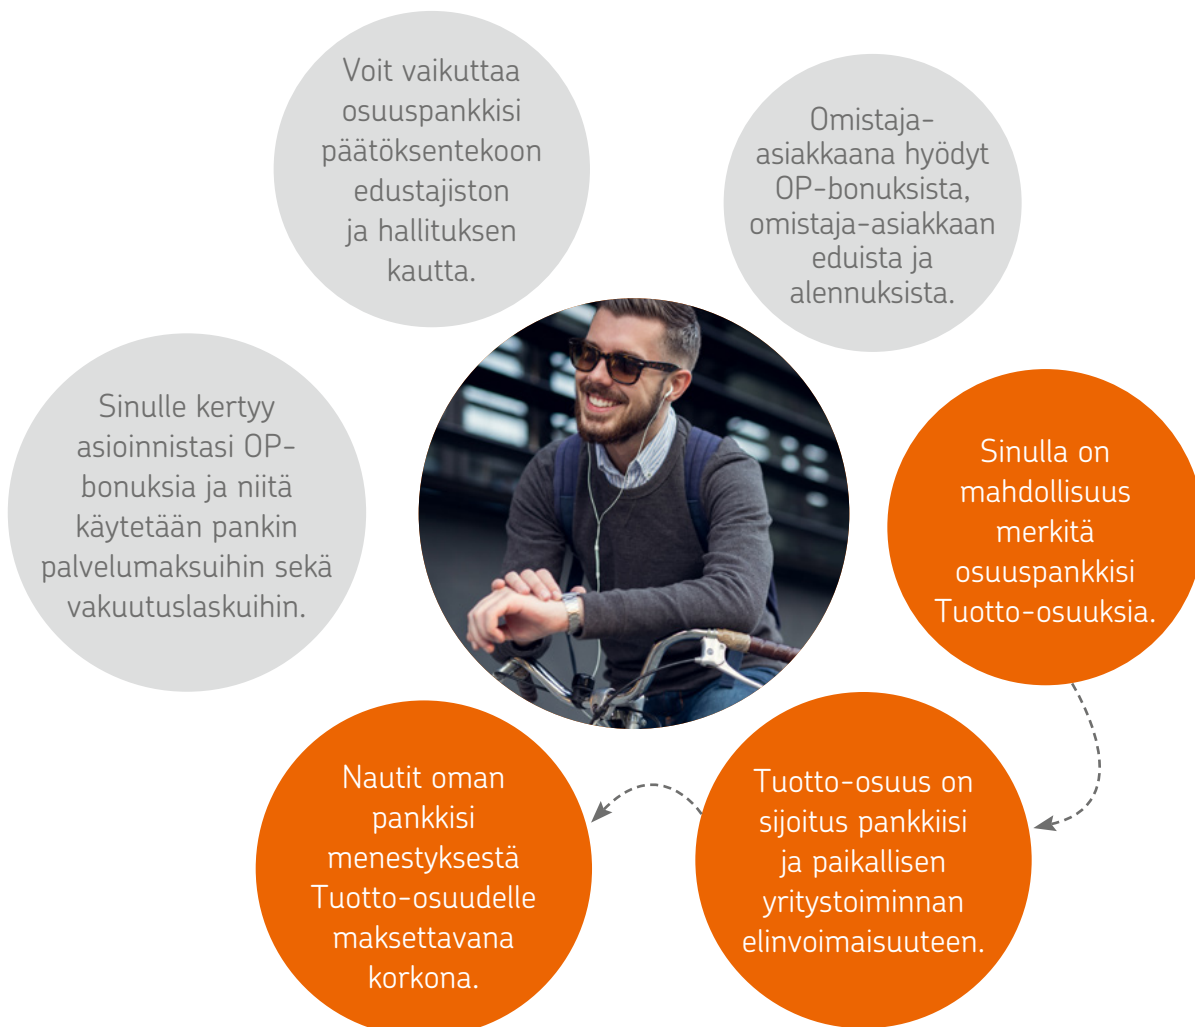 Voit vaikuttaa
osuuspankkisi
päätöksentekoon
edustajiston
ja hallituksen
kautta.
Omistaja-
asiakkaana hyödyt
OP-bonuksista,
omistaja-asiakkaan
eduista ja
alennuksista.
Sinulle kertyy
asioinnistasi OP-
bonuksia ja niitä
käytetään pankin
palvelumaksuihin sekä
vakuutuslaskuihin.
Sinulla on
mahdollisuus
merkitä
osuuspankkisi
Tuotto-osuuksia.
Tuotto-osuus on
sijoitus pankkiisi
ja paikallisen
yritystoiminnan
elinvoimaisuuteen.
Nautit oman
pankkisi
menestyksestä
Tuotto-osuudelle
maksettavana
korkona.